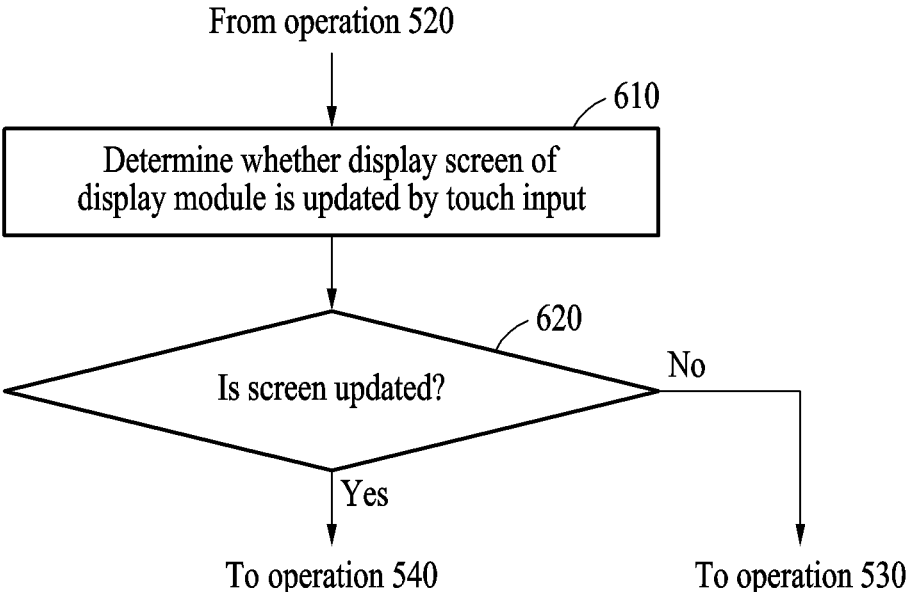 From operation 520
610
Determine whether display screen of
display module is updated by touch input
620
Is screen updated?
No
Yes
To operation 540
To operation 530